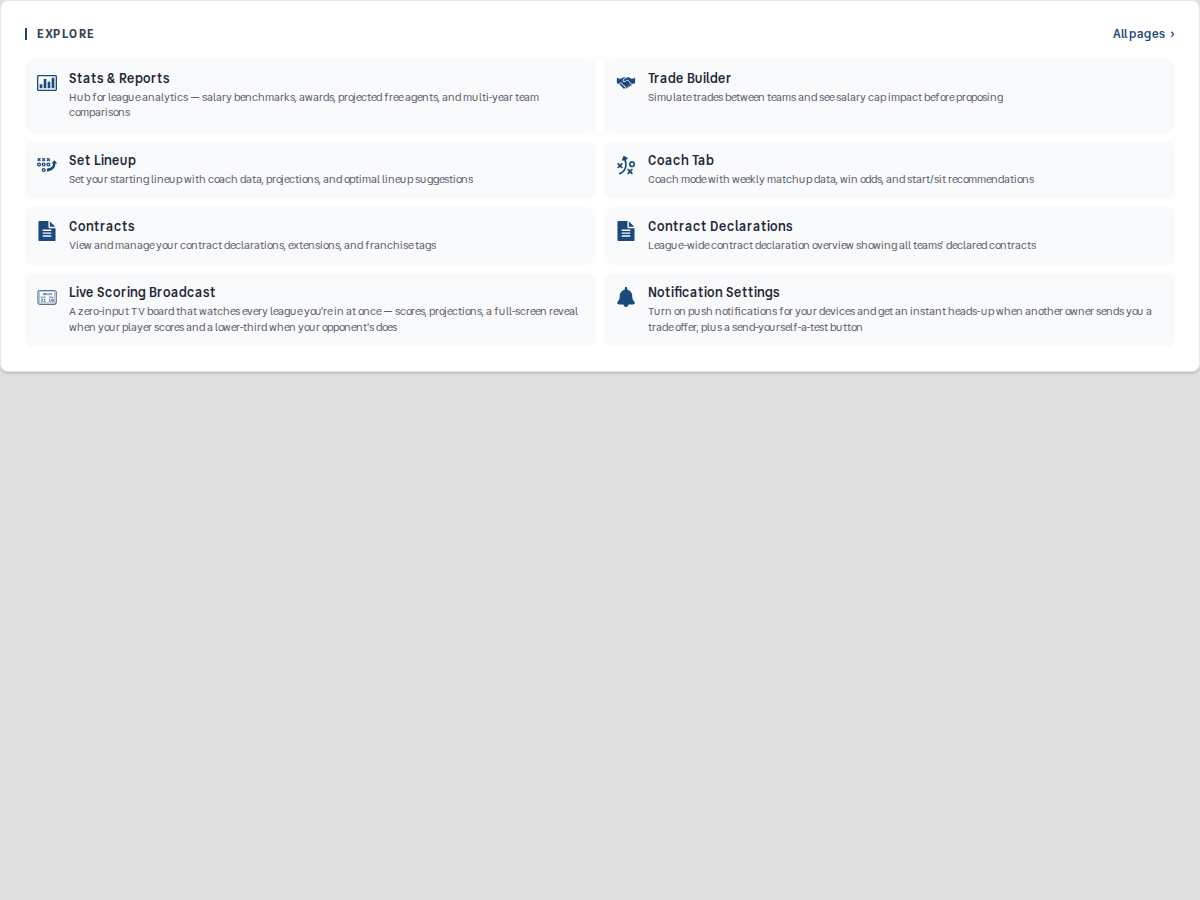 EXPLORE
All pages ›
Stats & Reports
Hub for league analytics — salary benchmarks, awards, projected free agents, and multi-year team
comparisons
Trade Builder
Simulate trades between teams and see salary cap impact before proposing
Set Lineup
Set your starting lineup with coach data, projections, and optimal lineup suggestions
Coach Tab
Coach mode with weekly matchup data, win odds, and start/sit recommendations
Contracts
View and manage your contract declarations, extensions, and franchise tags
Contract Declarations
League-wide contract declaration overview showing all teams' declared contracts
Live Scoring Broadcast
A zero-input TV board that watches every league you're in at once — scores, projections, a full-screen reveal
when your player scores and a lower-third when your opponent's does
Notification Settings
Turn on push notifications for your devices and get an instant heads-up when another owner sends you a
trade offer, plus a send-yourself-a-test button